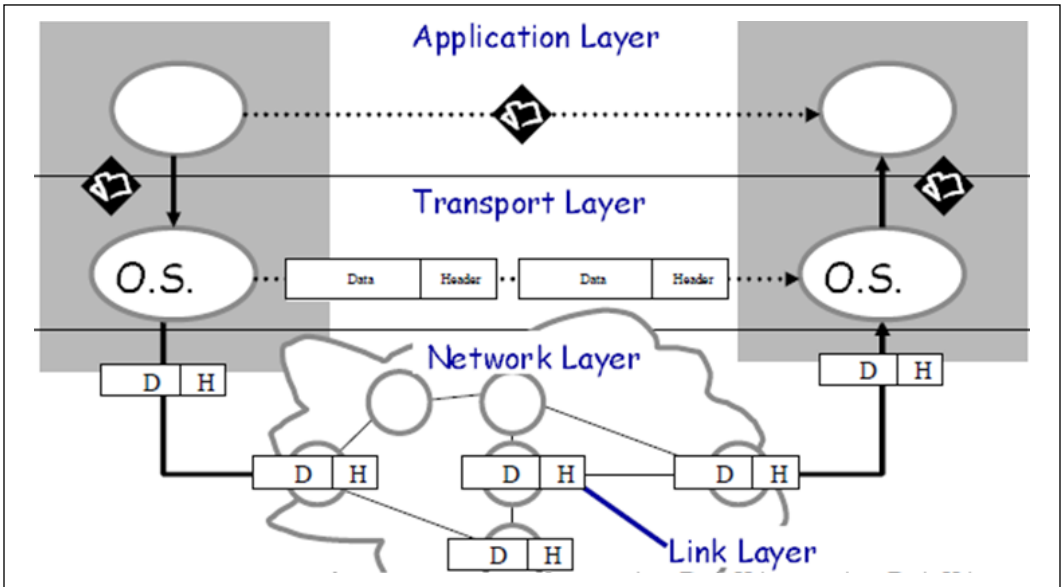 Application Layer
Transport Layer
O.S.
Data Header Data Header
O.S.
Network Layer
D H
D H
D H
D H
D H
D H
Link Layer